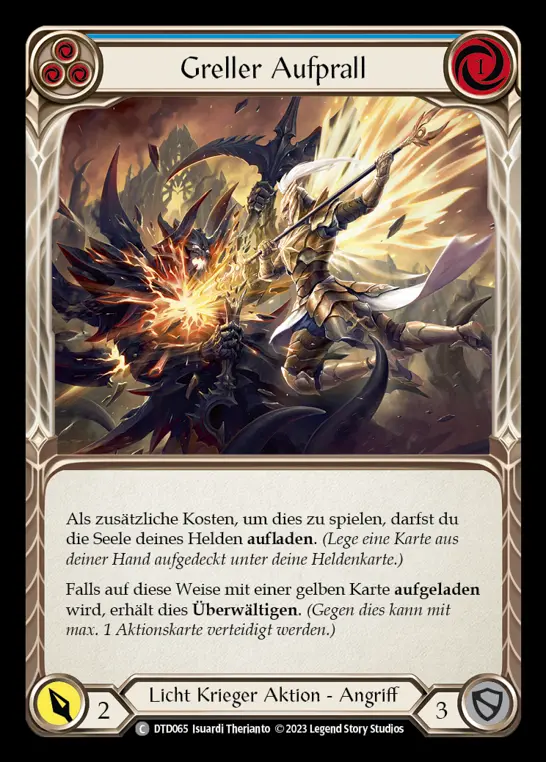 Greller Aufprall
I
Als zusätzliche Kosten, um dies zu spielen, darfst du
die Seele deines Helden aufladen. (Lege eine Karte aus
deiner Hand aufgedeckt unter deine Heldenkarte.)
Falls auf diese Weise mit einer gelben Karte aufgeladen
wird, erhält dies Überwältigen. (Gegen dies kann mit
max. 1 Aktionskarte verteidigt werden.)
2
Licht Krieger Aktion - Angriff
3
C DTD065 Isuardi Therianto © 2023 Legend Story Studios